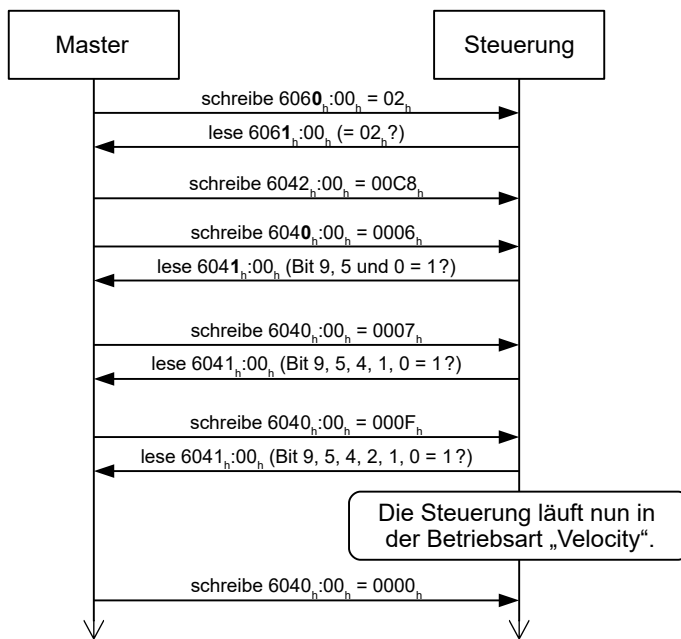 Master
Steuerung
schreibe 6060h:00h = 02h
lese 6061h:00h (= 02h?)
schreibe 6042h:00h = 00C8h
schreibe 6040h:00h = 0006h
lese 6041h:00h (Bit 9, 5 und 0 = 1?)
schreibe 6040h:00h = 0007h
lese 6041h:00h (Bit 9, 5, 4, 1, 0 = 1?)
schreibe 6040h:00h = 000Fh
lese 6041h:00h (Bit 9, 5, 4, 2, 1, 0 = 1?)
Die Steuerung läuft nun in
der Betriebsart „Velocity“.
schreibe 6040h:00h = 0000h